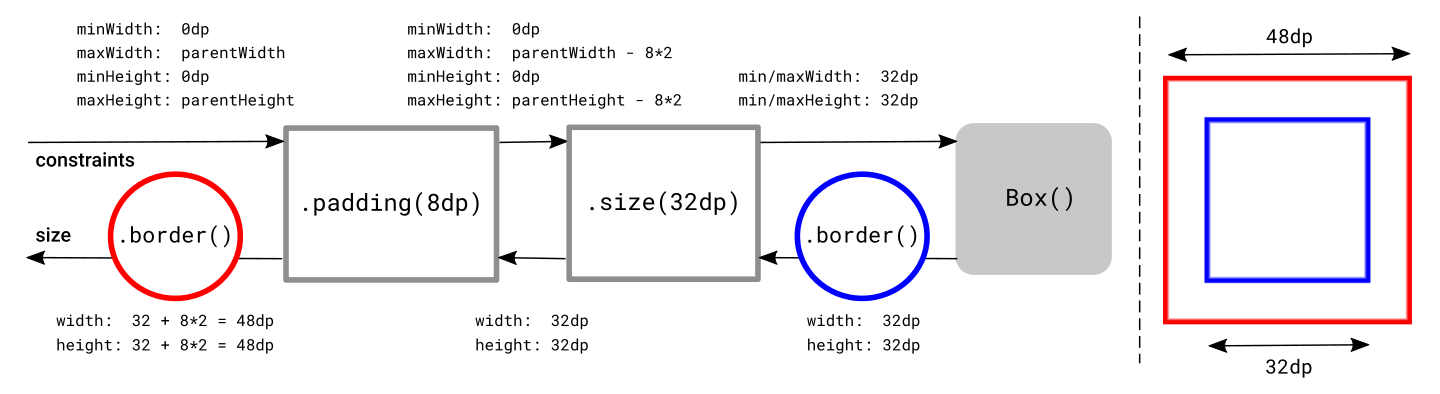 minWidth:  0dp
maxWidth:  parentWidth
minHeight: 0dp
maxHeight: parentHeight
minWidth:  0dp
maxWidth:  parentWidth - 8*2
minHeight: 0dp
maxHeight: parentHeight - 8*2
min/maxWidth:  32dp
min/maxHeight: 32dp
constraints
size
.border()
.padding(8dp)
.size(32dp)
.border()
Box()
width:  32 + 8*2 = 48dp
height: 32 + 8*2 = 48dp
width:  32dp
height: 32dp
width:  32dp
height: 32dp
48dp
32dp